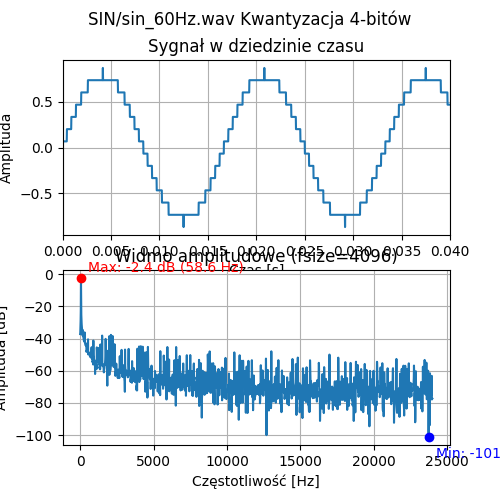 SIN/sin_60Hz.wav Kwantyzacja 4-bitów
Sygnał w dziedzinie czasu
Amplituda
0.5
0.0
−0.5
0.000 0.005 0.010 0.015 0.020 0.025 0.030 0.035 0.040
Czas [s]
Widmo amplitudowe (fsize=4096)
Max: -2.4 dB (58.6 Hz)
Amplituda [dB]
0
−20
−40
−60
−80
−100
Min: -101
0 5000 10000 15000 20000 25000
Częstotliwość [Hz]